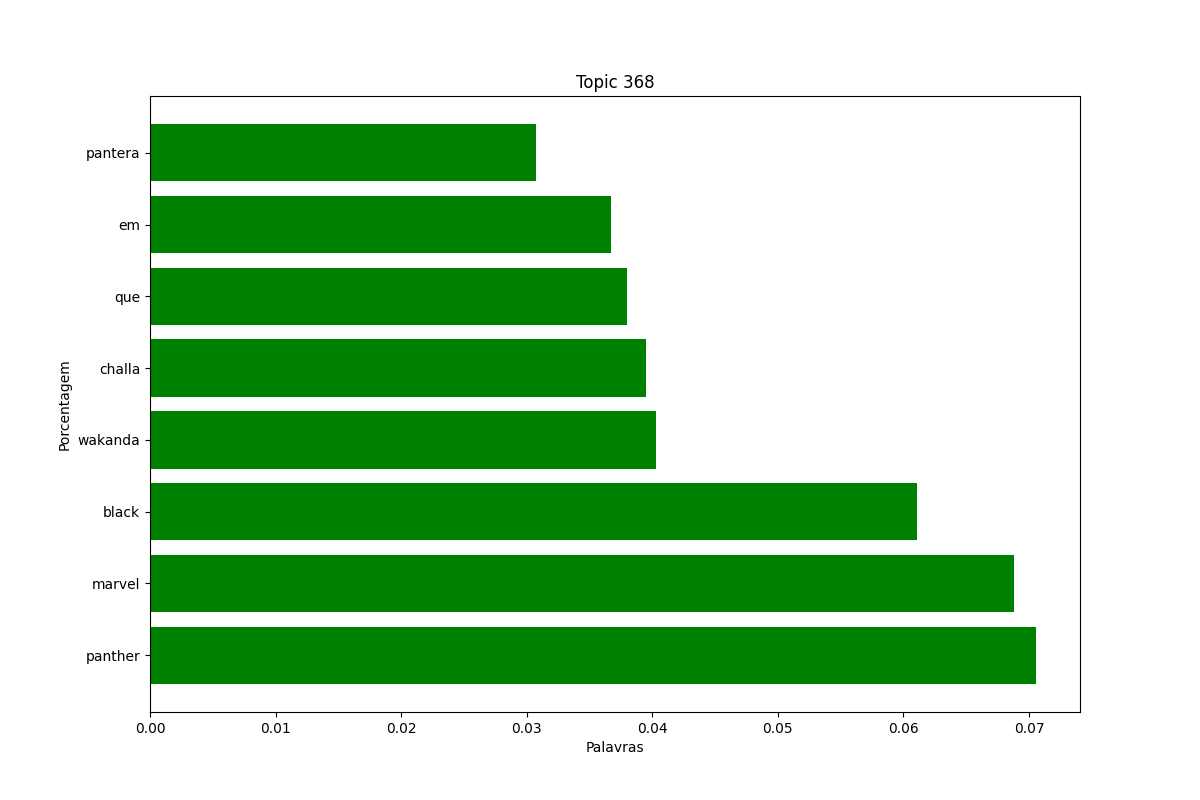 Topic 368
pantera
em
que
challa
wakanda
black
marvel
panther
Porcentagem
0.00 0.01 0.02 0.03 0.04 0.05 0.06 0.07
Palavras